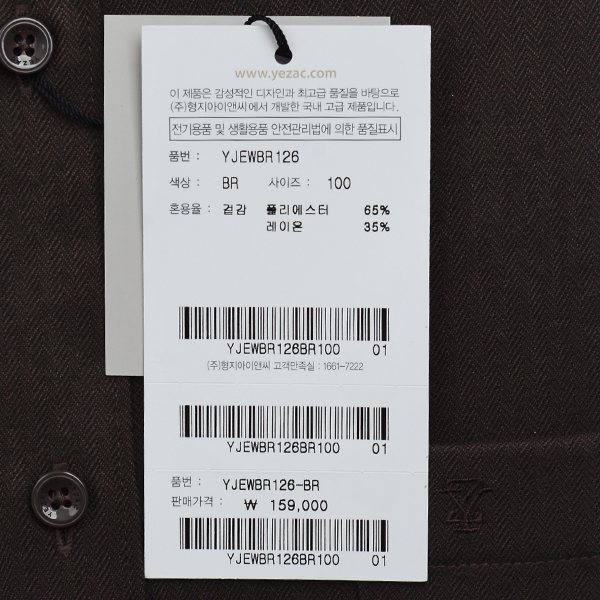 www.yezac.com
이 제품은 감성적인 디자인과 최고급 품질을 바탕으로
(주)형지아이앤씨에서 개발한 국내 고급 제품입니다.
전기용품 및 생활용품 안전관리법에 의한 품질표시
품번 : YJEWBR126
색상 : BR 사이즈 : 100
혼용율 : 겉감 폴리에스터 65%
레이온 35%
YJEWBR126BR100 01
(주)형지아이앤씨 고객만족실 : 1661-7222
YJEWBR126BR100 01
품번 : YJEWBR126-BR
판매가격 : ₩ 159,000
YJEWBR126BR100 01